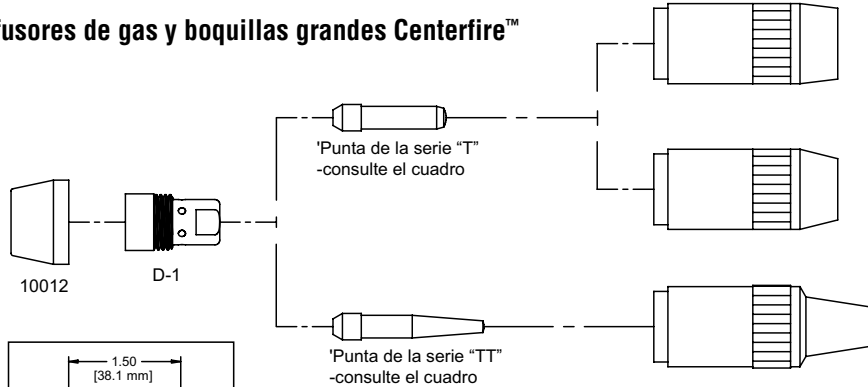 fusores de gas y boquillas grandes Centerfire™
'Punta de la serie “T”
-consulte el cuadro
10012
D-1
'Punta de la serie “TT”
-consulte el cuadro
1.50
[38.1 mm]